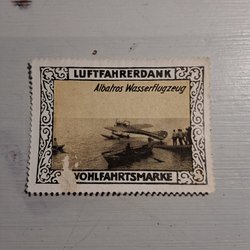 LUFTFAHRERDANK
Albatros Wasserflugzeug
WOHLFAHRTSMARKE